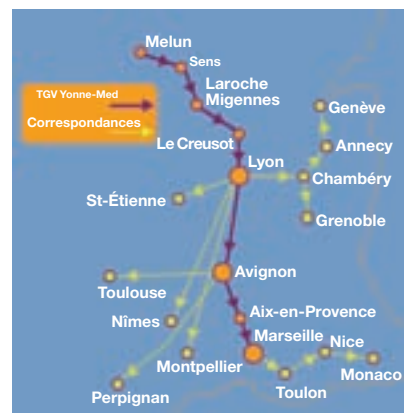 Melun
Sens
Laroche
Migennes
TGV Yonne-Med
Correspondances
Genève
Le Creusot
Annecy
Lyon
Chambéry
St-Étienne
Grenoble
Avignon
Toulouse
Aix-en-Provence
Nîmes
Marseille
Nice
Montpellier
Monaco
Toulon
Perpignan